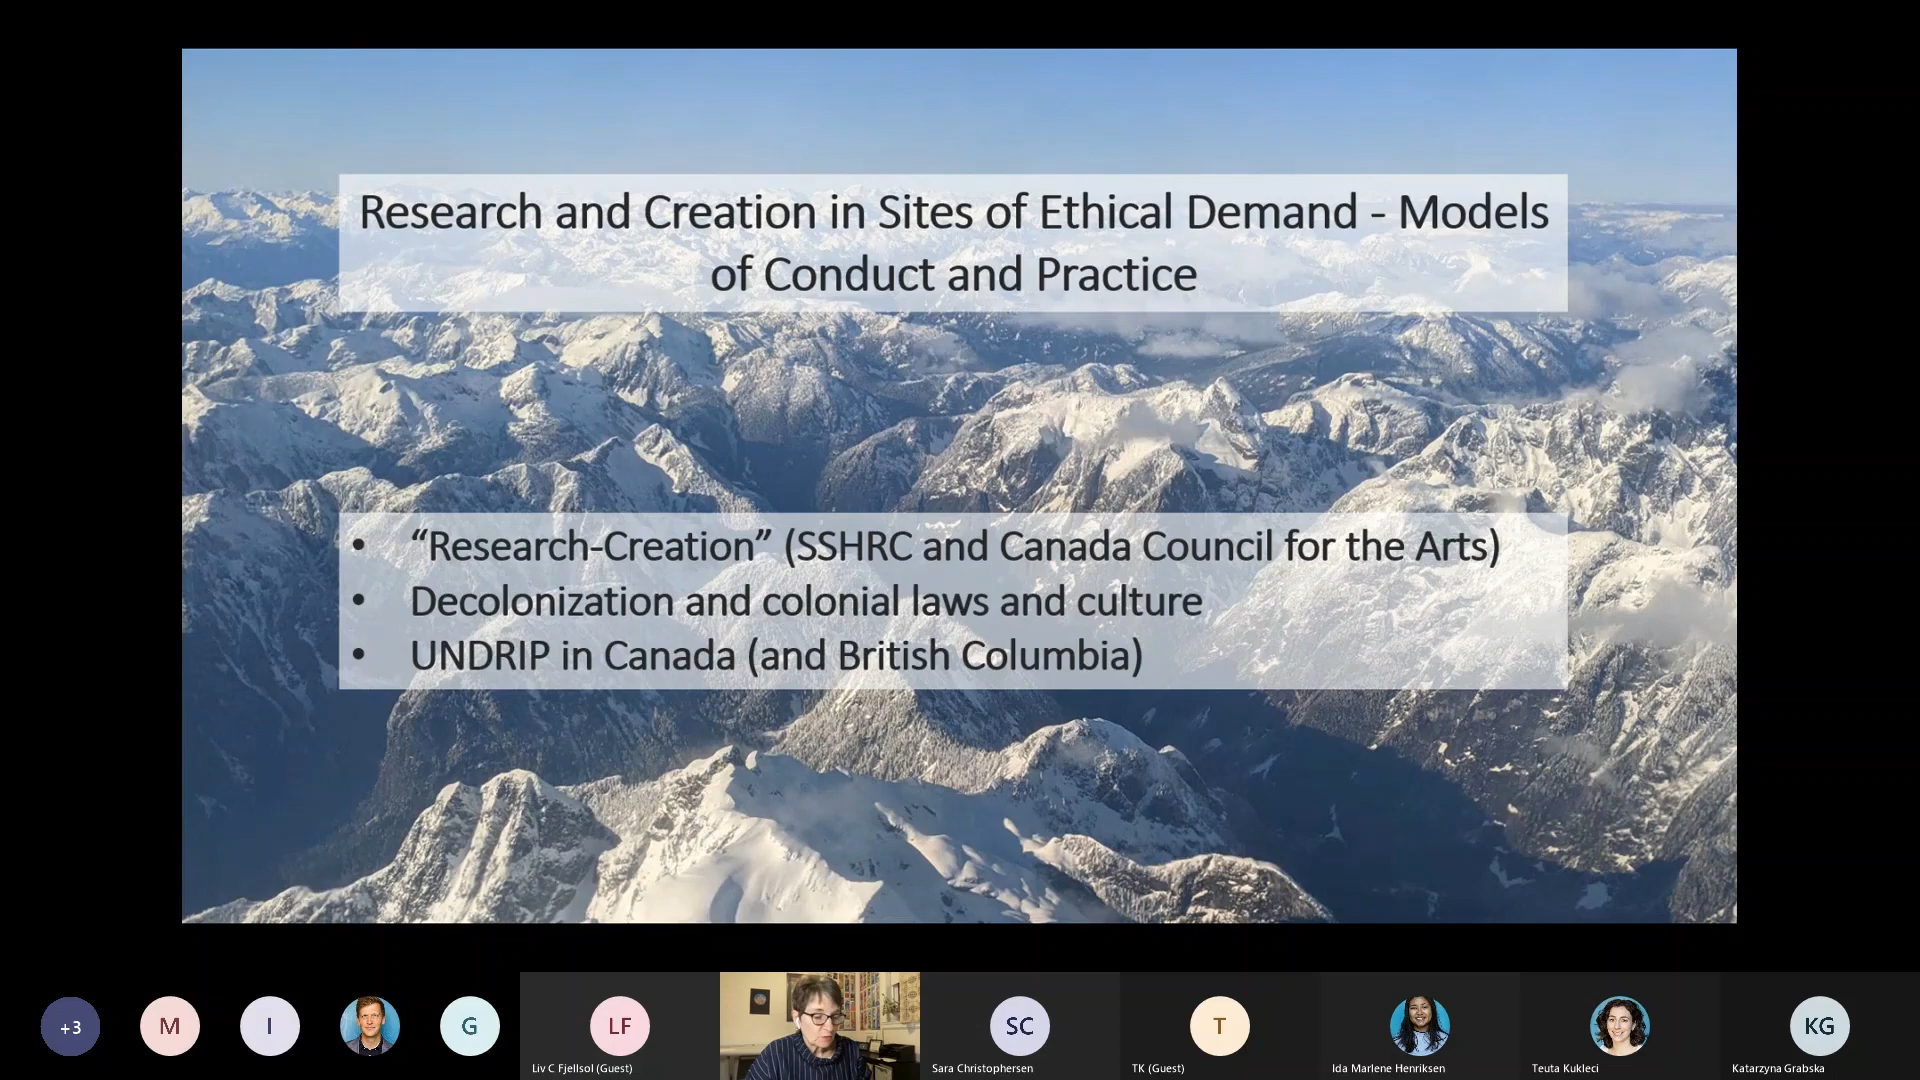 Research and Creation in Sites of Ethical Demand - Models
of Conduct and Practice
• “Research-Creation” (SSHRC and Canada Council for the Arts)
• Decolonization and colonial laws and culture
• UNDRIP in Canada (and British Columbia)
+3
M
I
G
LF
SC
T
KG
Liv C Fjellsol (Guest)
Sara Christophersen
TK (Guest)
Ida Marlene Henriksen
Teuta Kukleci
Katarzyna Grabska